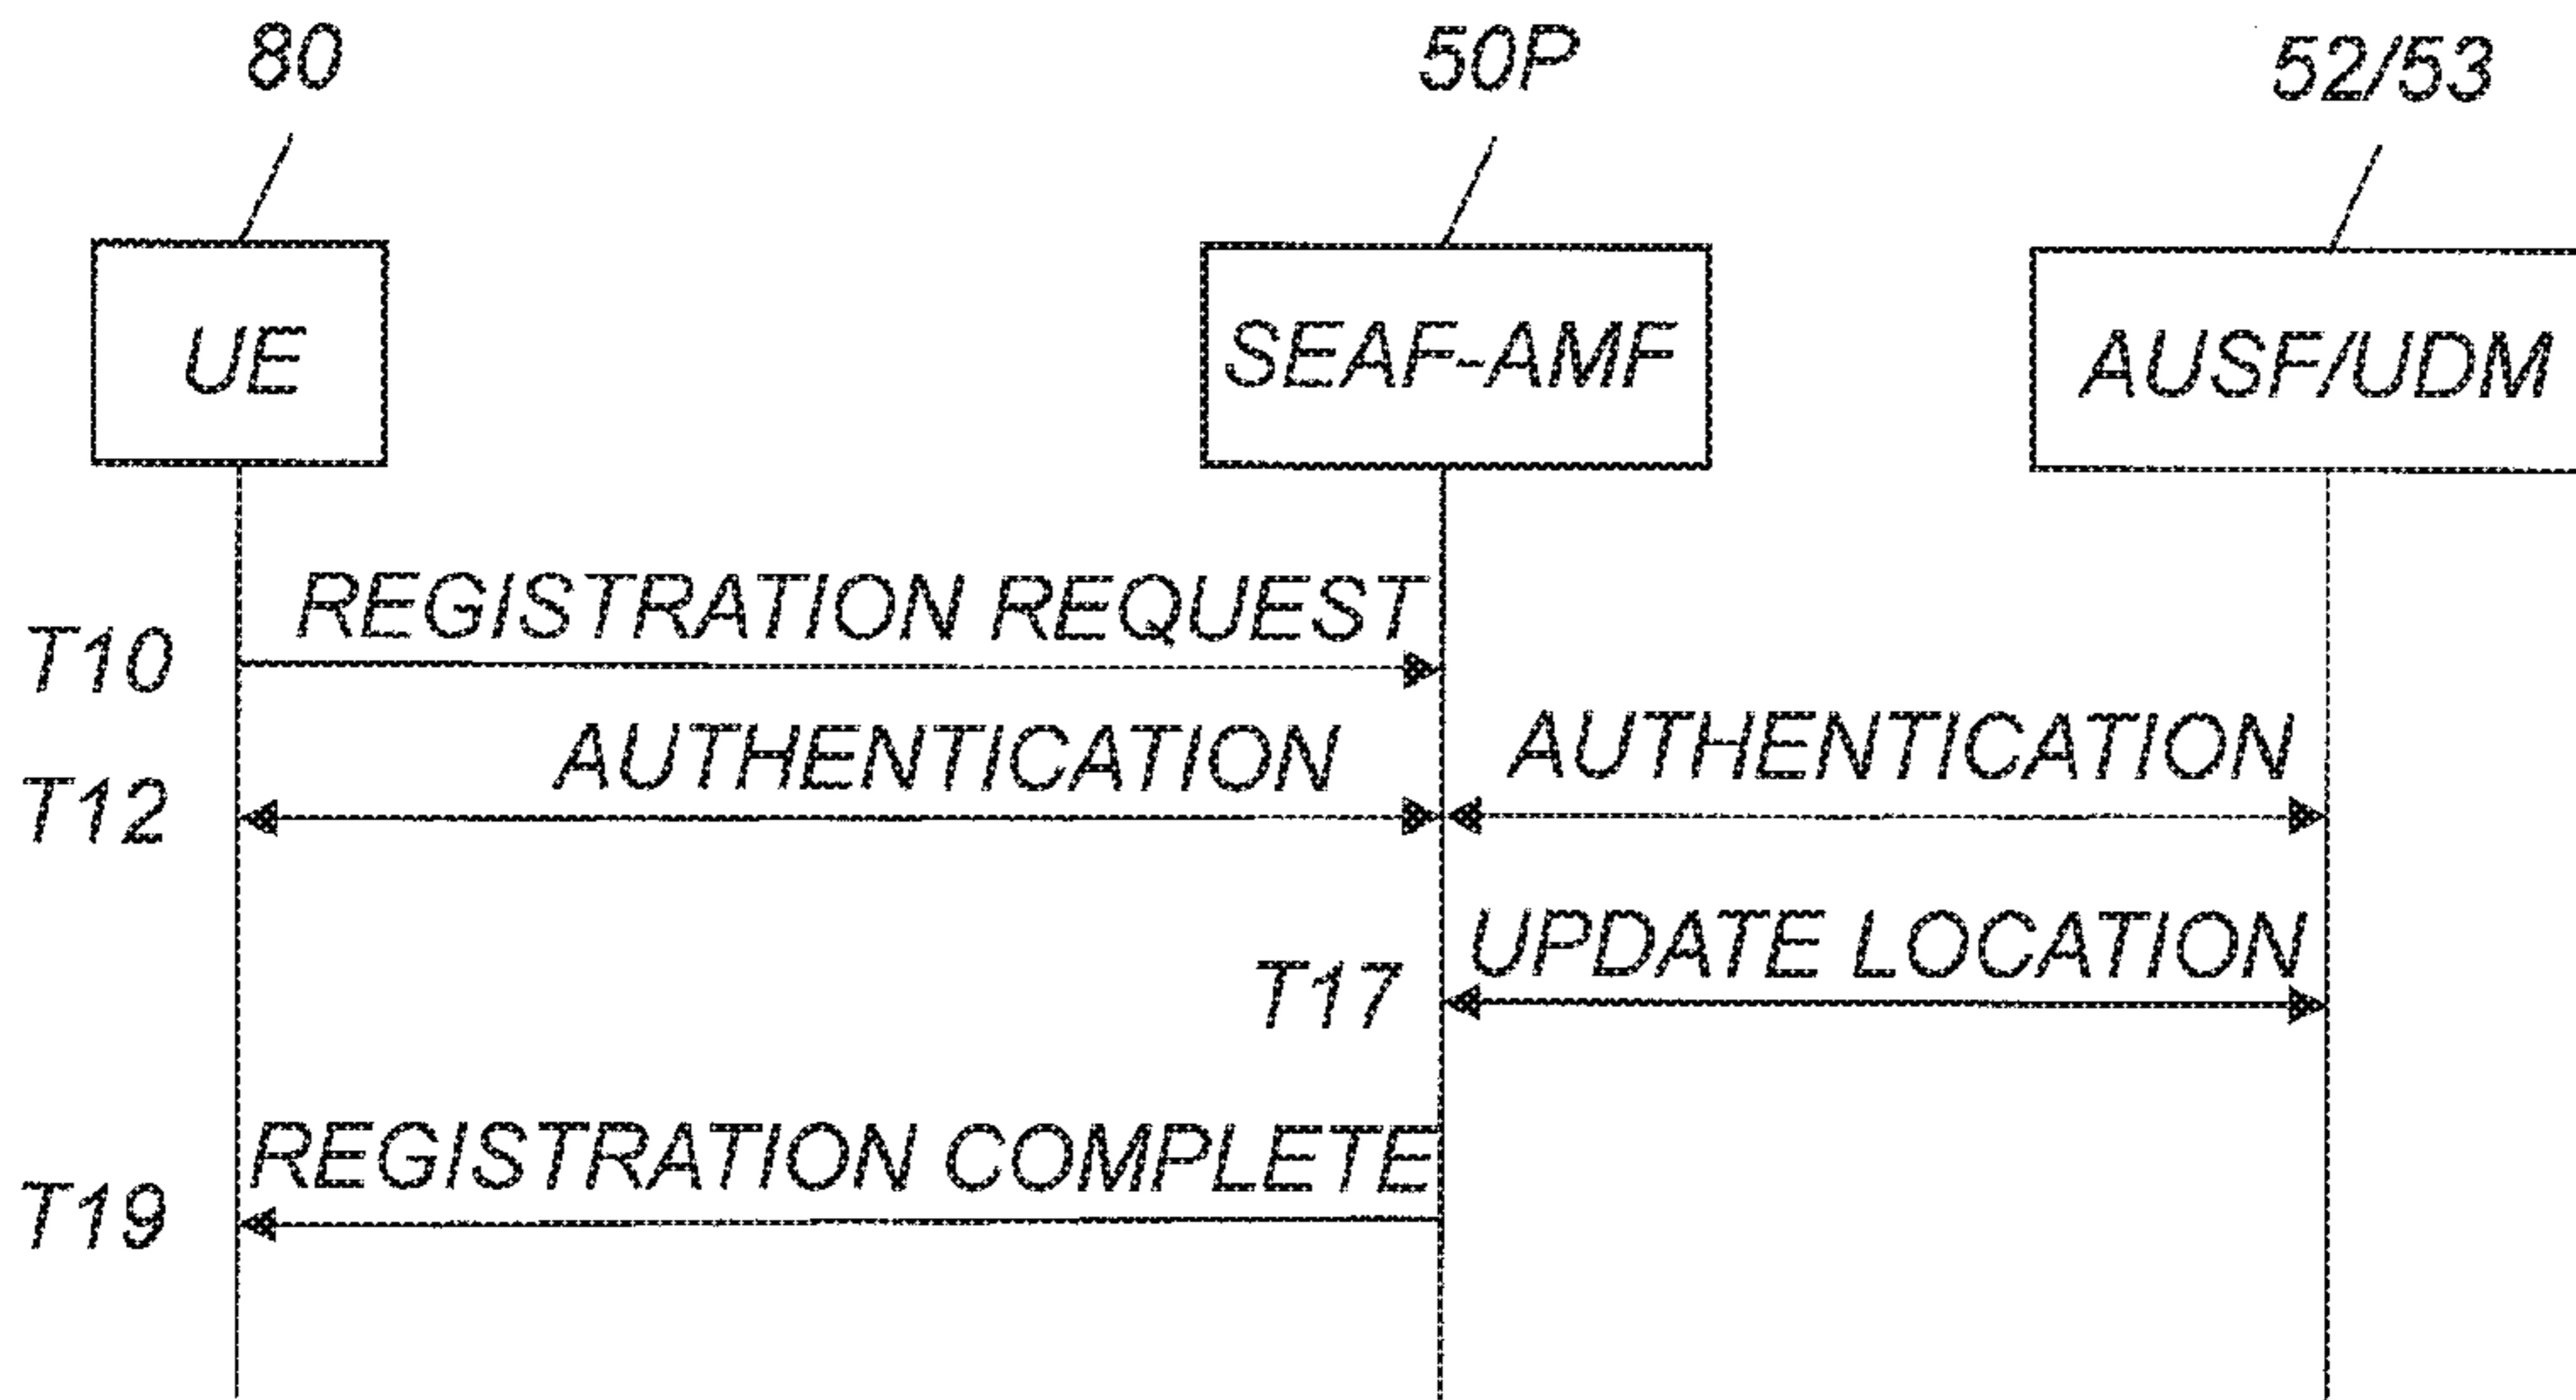 80
50P
52/53
UE
SEAF-AMF
AUSF/UDM
REGISTRATION REQUEST
T10
AUTHENTICATION
AUTHENTICATION
T12
UPDATE LOCATION
T17
REGISTRATION COMPLETE
T19